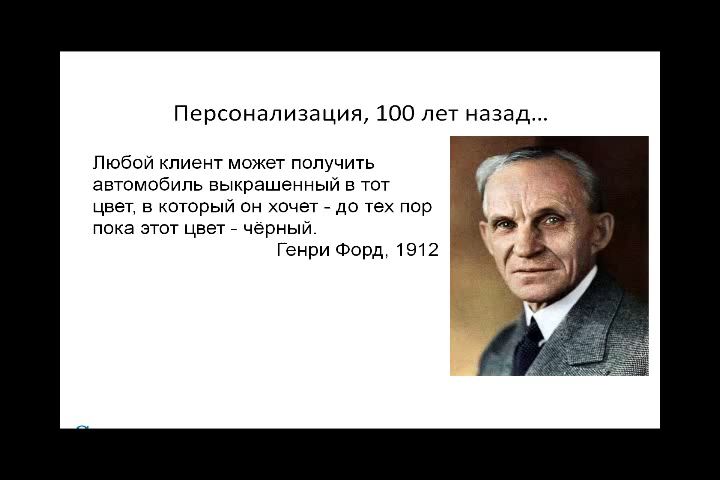 Персонализация, 100 лет назад...
Любой клиент может получить
автомобиль выкрашенный в тот
цвет, в который он хочет - до тех пор
пока этот цвет - чёрный.
Генри Форд, 1912